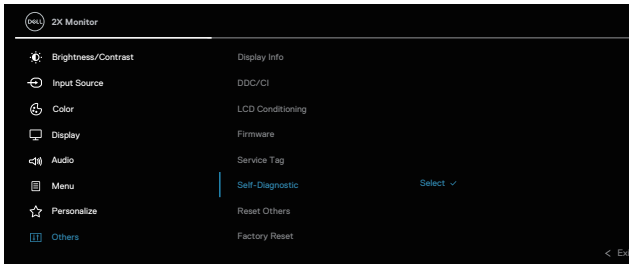 DELL 2X Monitor
Brightness/Contrast Display Info
Input Source DDC/CI
Color LCD Conditioning
Display Firmware
Audio Service Tag
Menu Self-Diagnostic Select
Personalize Reset Others
Others Factory Reset
Exi